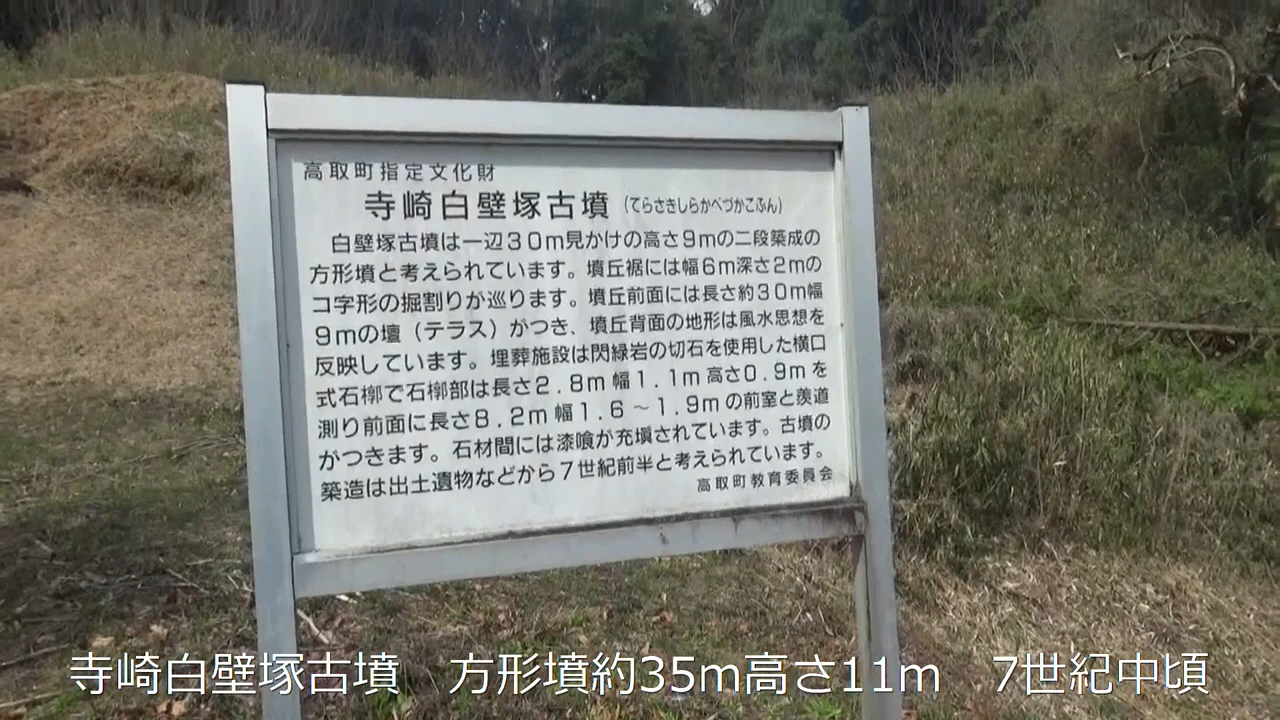 高取町指定文化財
寺崎白壁塚古墳（てらさきしらかべづかこふん）
白壁塚古墳は一辺３０ｍ見かけの高さ９ｍの二段築成の
方形墳と考えられています。墳丘裾には幅６ｍ深さ２ｍの
コ字形の掘割りが巡ります。墳丘前面には長さ約３０ｍ幅
９ｍの壇（テラス）がつき、墳丘背面の地形は風水思想を
反映しています。埋葬施設は閃緑岩の切石を使用した横口
式石槨で石槨部は長さ２.８ｍ幅１.１ｍ高さ０.９ｍを
測り前面に長さ８.２ｍ幅１.６～１.９ｍの前室と羨道
がつきます。石材間には漆喰が充塡されています。古墳の
築造は出土遺物などから７世紀前半と考えられています。
高取町教育委員会
寺崎白壁塚古墳　方形墳約35m高さ11m　7世紀中頃